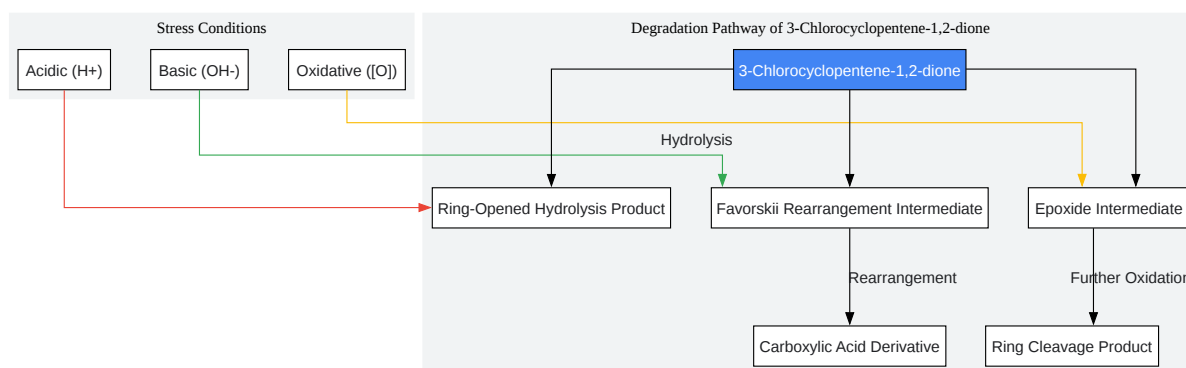 Stress Conditions
Degradation Pathway of 3-Chlorocyclopentene-1,2-dione
Acidic (H+)
Basic (OH-)
Oxidative ([O])
3-Chlorocyclopentene-1,2-dione
Hydrolysis
Ring-Opened Hydrolysis Product
Favorskii Rearrangement Intermediate
Epoxide Intermediate
Rearrangement
Further Oxidation
Carboxylic Acid Derivative
Ring Cleavage Product